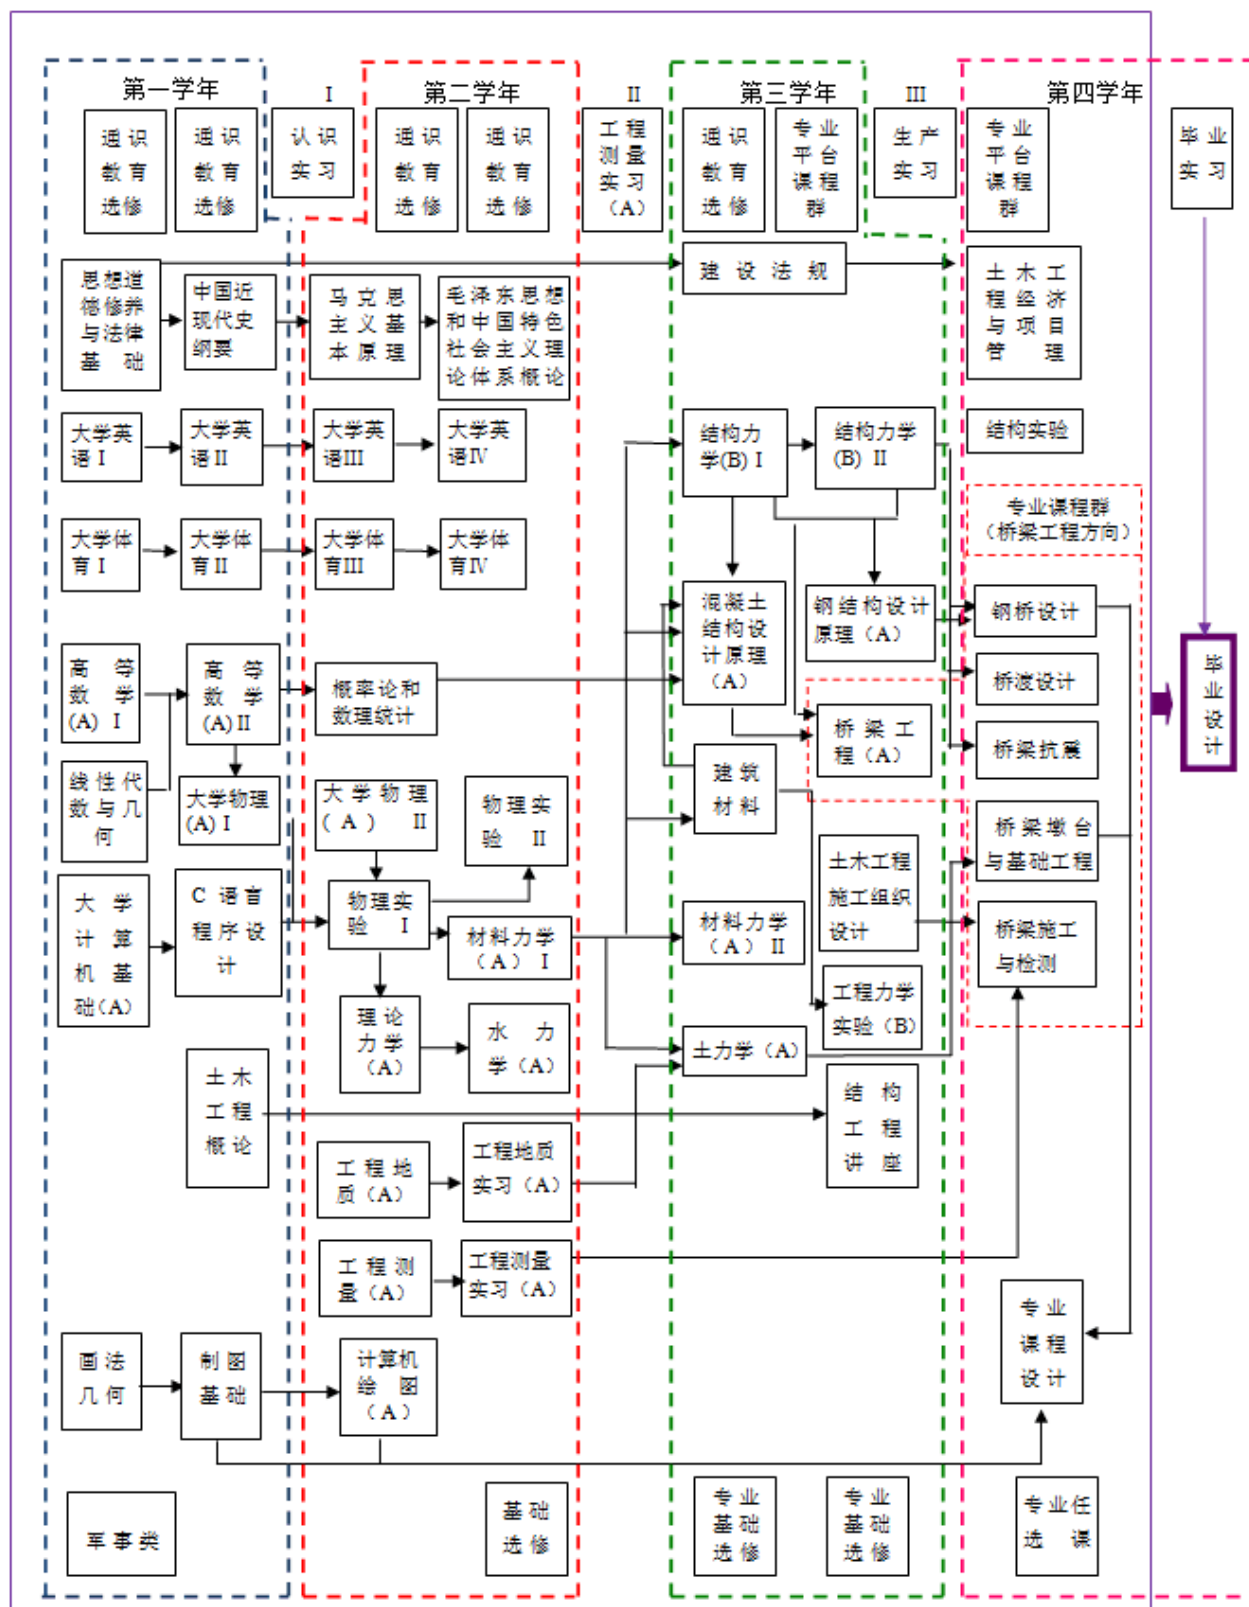 第一学年
I
第二学年
II
第三学年
III
第四学年
通 识
教 育
选 修
通 识
教 育
选 修
认 识
实 习
通 识
教 育
选 修
通 识
教 育
选 修
工 程
测 量
实 习
（A）
通 识
教 育
选 修
专 业
平 台
课 程
群
生 产
实 习
专 业
平 台
课 程
群
毕 业
实 习
思想道
德修养
与法律
基 础
中国近
现代史
纲要
马 克 思
主 义 基
本 原 理
毛泽东思想
和中国特色
社会主义理
论体系概论
建 设 法 规
土 木 工
程 经 济
与 项 目
管 理
大学英
语 I
大学英
语 II
大学英
语III
大学英
语IV
结构力
学(B) I
结构力学
(B) II
结构实验
专业课程群
（桥梁工程方向）
大学体
育 I
大学体
育 II
大学体
育III
大学体
育IV
混凝土
结构设
计原理
（A）
钢结构设计
原理（A）
钢桥设计
高 等
数 学
(A) I
高 等
数 学
(A) II
概率论和
数理统计
桥渡设计
桥 梁 工
程（A）
桥梁抗震
线 性 代
数 与 几
何
大学物理
(A) I
大 学 物 理
（ A ） II
物理实
验 II
建 筑
材 料
土木工程
施工组织
设计
桥 梁 墩 台
与基础工程
大 学
计 算
机 基
础(A)
C 语言
程序设
计
物理实
验 I
材料力学
（A） I
材料力学
（ A ） II
桥梁施工
与检测
工程力学
实验（B）
理论
力学
（A）
水 力
学（A）
土力学（A）
土 木
工 程
概 论
结 构
工 程
讲 座
工 程 地
质（A）
工程地质
实习（A）
工 程 测
量（A）
工程测量
实习（A）
专 业
课 程
设 计
画 法
几 何
制 图
基 础
计算机
绘 图
（A）
军 事 类
基 础
选 修
专 业
基 础
选 修
专 业
基 础
选 修
专业任
选 课
毕
业
设
计